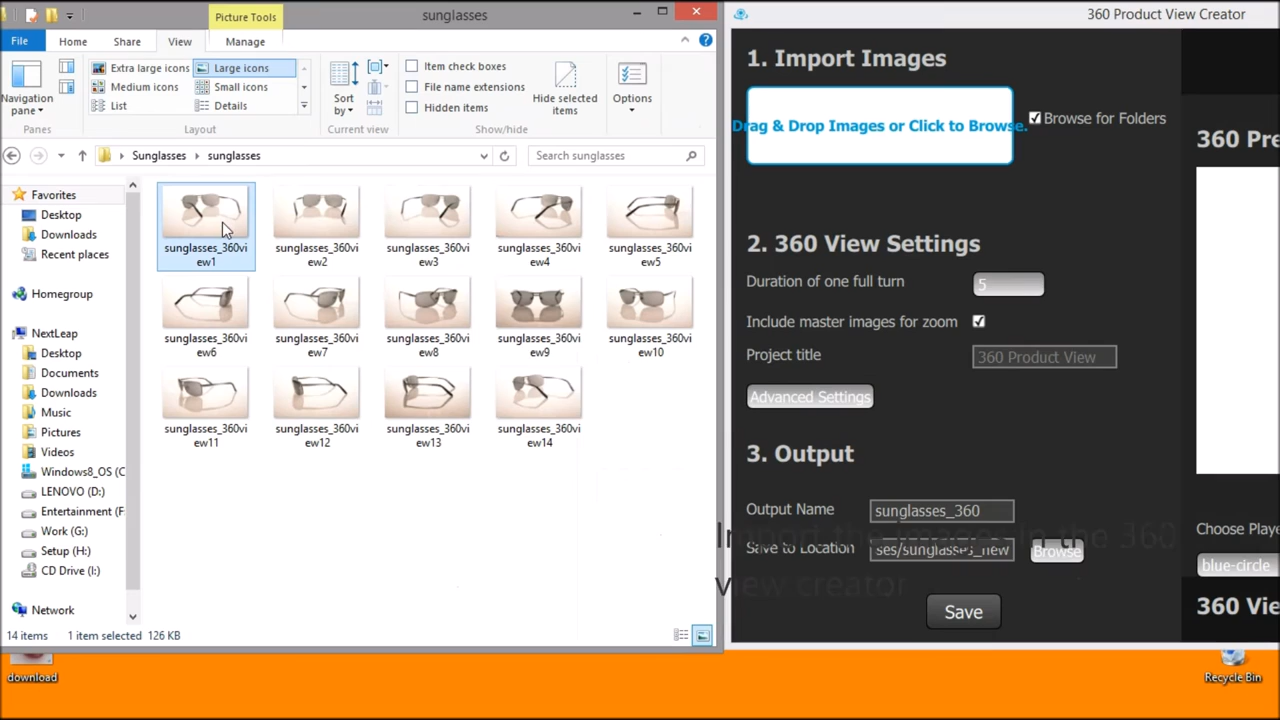 Picture Tools
sunglasses
File
Home
Share
View
Manage
Navigation
pane
Extra large icons
Large icons
Medium icons
Small icons
List
Details
Sort
by
Item check boxes
File name extensions
Hidden items
Hide selected
items
Options
Panes
Layout
Current view
Show/hide
Sunglasses
sunglasses
Search sunglasses
Favorites
Desktop
Downloads
Recent places
Homegroup
NextLeap
Desktop
Documents
Downloads
Music
Pictures
Videos
Windows8_OS (C
LENOVO (D:)
Entertainment (F
Work (G:)
Setup (H:)
CD Drive (I:)
Network
sunglasses_360vi
ew1
sunglasses_360vi
ew2
sunglasses_360vi
ew3
sunglasses_360vi
ew4
sunglasses_360vi
ew5
sunglasses_360vi
ew6
sunglasses_360vi
ew7
sunglasses_360vi
ew8
sunglasses_360vi
ew9
sunglasses_360vi
ew10
sunglasses_360vi
ew11
sunglasses_360vi
ew12
sunglasses_360vi
ew13
sunglasses_360vi
ew14
14 items
1 item selected 126 KB
download
360 Product View Creator
1. Import Images
Drag & Drop Images or Click to Browse.
Browse for Folders
2. 360 View Settings
Duration of one full turn
5
Include master images for zoom
Project title
360 Product View
Advanced Settings
3. Output
Output Name
sunglasses_360
Save to Location
ses/sunglasses_new
Browse
Save
Import the images in the 360
view creator
360 Pre
Choose Playe
blue-circle
360 Vie
Recycle Bin